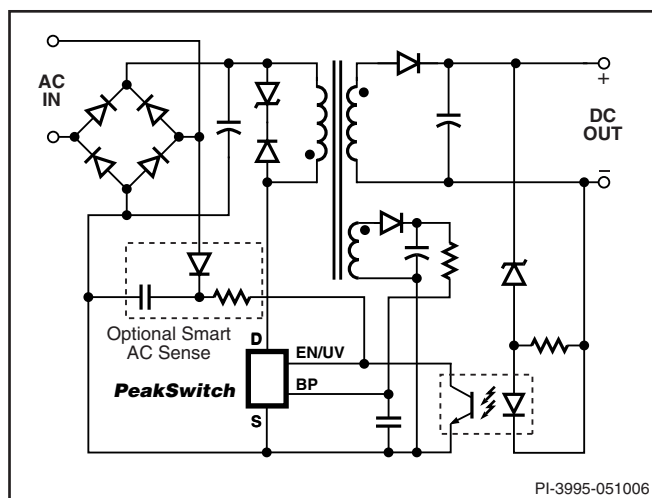 AC
IN
+
DC
OUT
–
Optional Smart
AC Sense
D
EN/UV
PeakSwitch
BP
S
PI-3995-051006